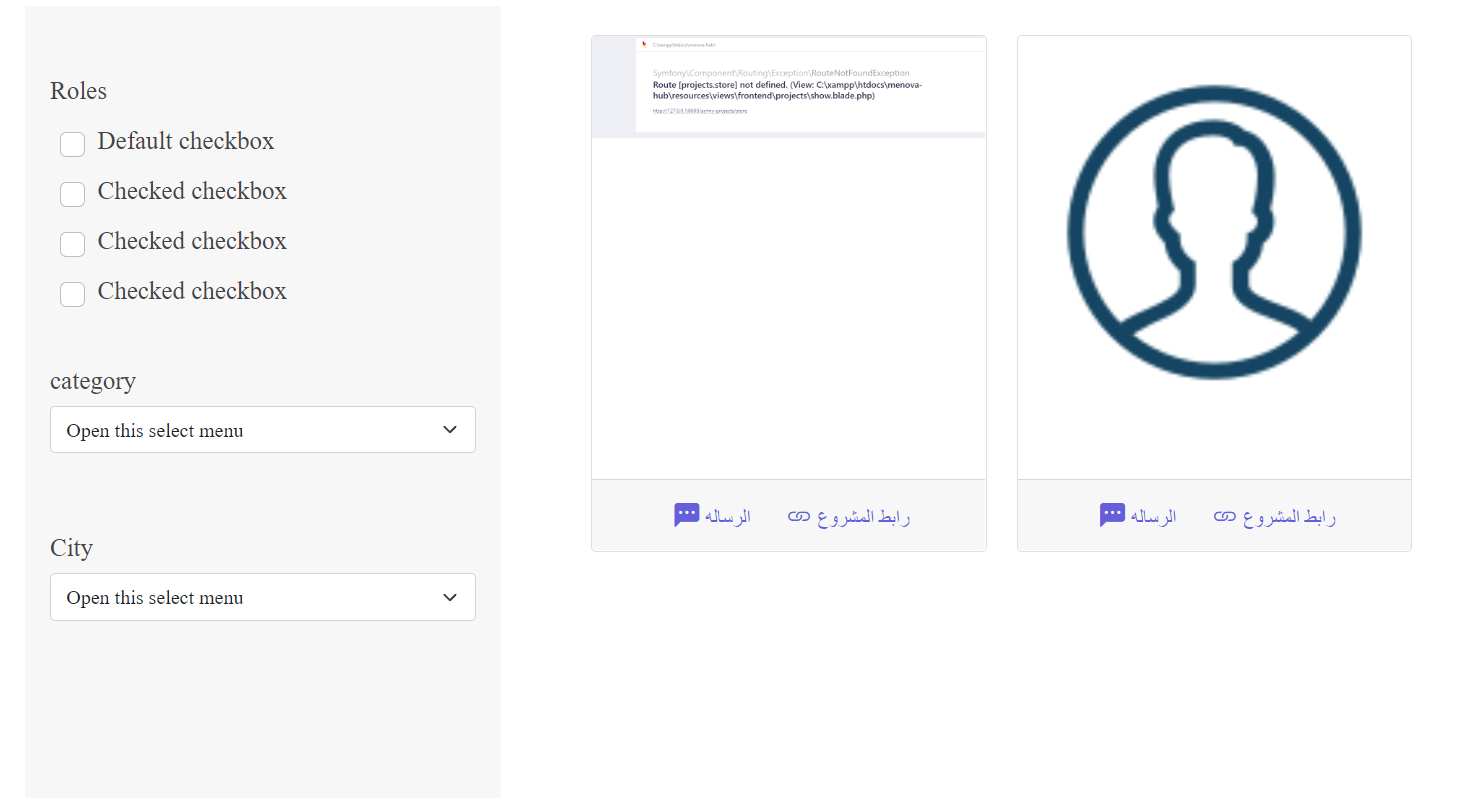 Roles
Default checkbox
Checked checkbox
Checked checkbox
Checked checkbox
category
Open this select menu
City
Open this select menu
C:\xampp\htdocs\menova-hub\
Symfony\Component\Routing\Exception\RouteNotFoundException
Route [projects.store] not defined. (View: C:\xampp\htdocs\menova-
hub\resources\views\frontend\projects\show.blade.php)
رابط المشروع الرساله
رابط المشروع الرساله